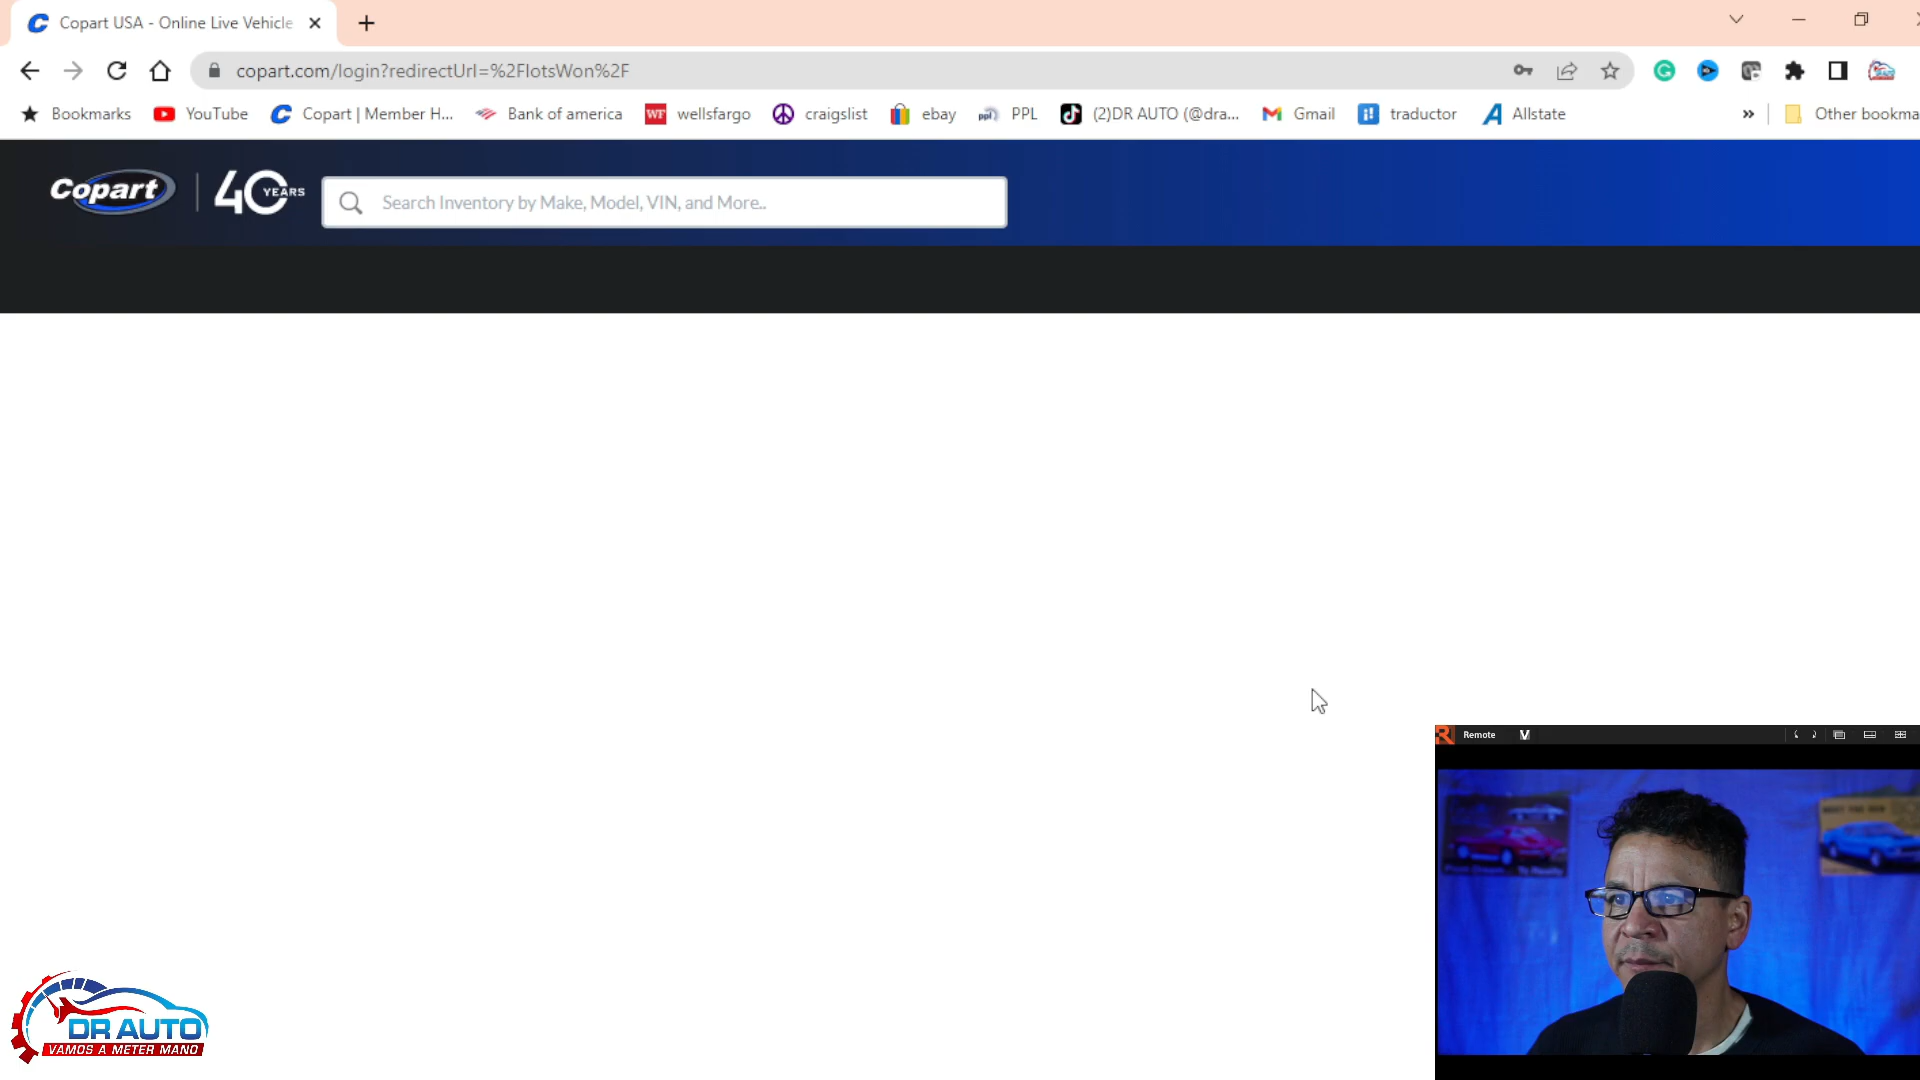 Copart USA - Online Live Vehicle
copart.com/login?redirectUrl=%2FlotsWon%2F
Bookmarks YouTube Copart | Member H... Bank of america WF wellsfargo craigslist ebay ppl PPL (2)DR AUTO (@dra... Gmail traductor Allstate » Other bookma
Copart 40 YEARS Search Inventory by Make, Model, VIN, and More..
R Remote V
DR AUTO
VAMOS A METER MANO